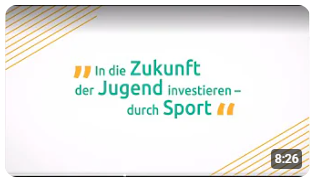 „In die Zukunft
der Jugend investieren –
durch Sport“
8:26